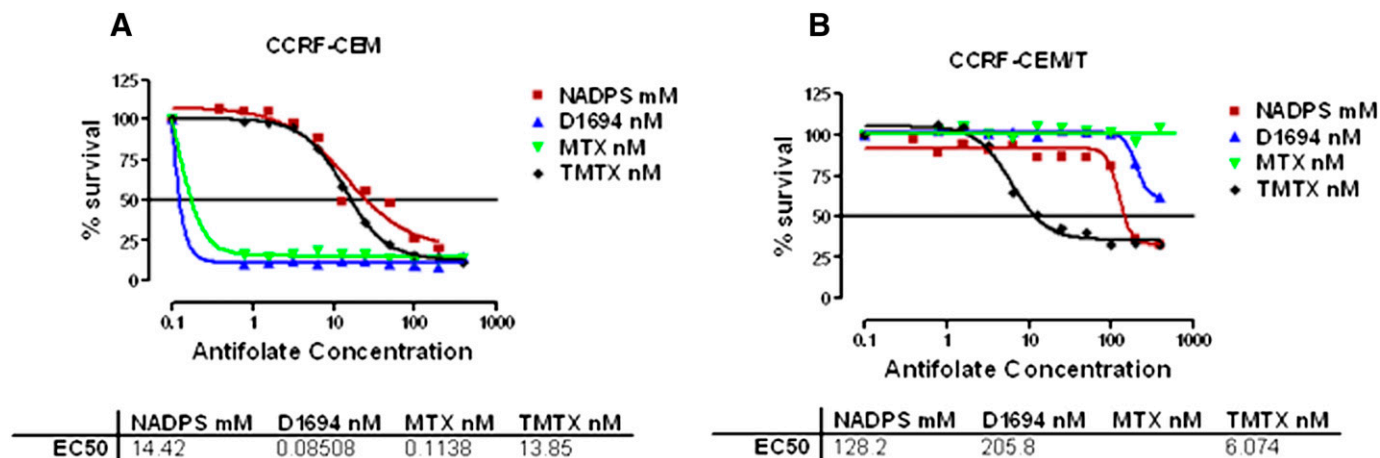 A
CCRF-CEM
% survival
125
100
75
50
25
0
0.1 1 10 100 1000
Antifolate Concentration
NADPS mM
D1694 nM
MTX nM
TMTX nM
NADPS mM D1694 nM MTX nM TMTX nM
EC50 14.42 0.08508 0.1138 13.85
B
CCRF-CEM/T
% survival
125
100
75
50
25
0
0.1 1 10 100 1000
Antifolate Concentration
NADPS mM
D1694 nM
MTX nM
TMTX nM
NADPS mM D1694 nM MTX nM TMTX nM
EC50 128.2 205.8 6.074